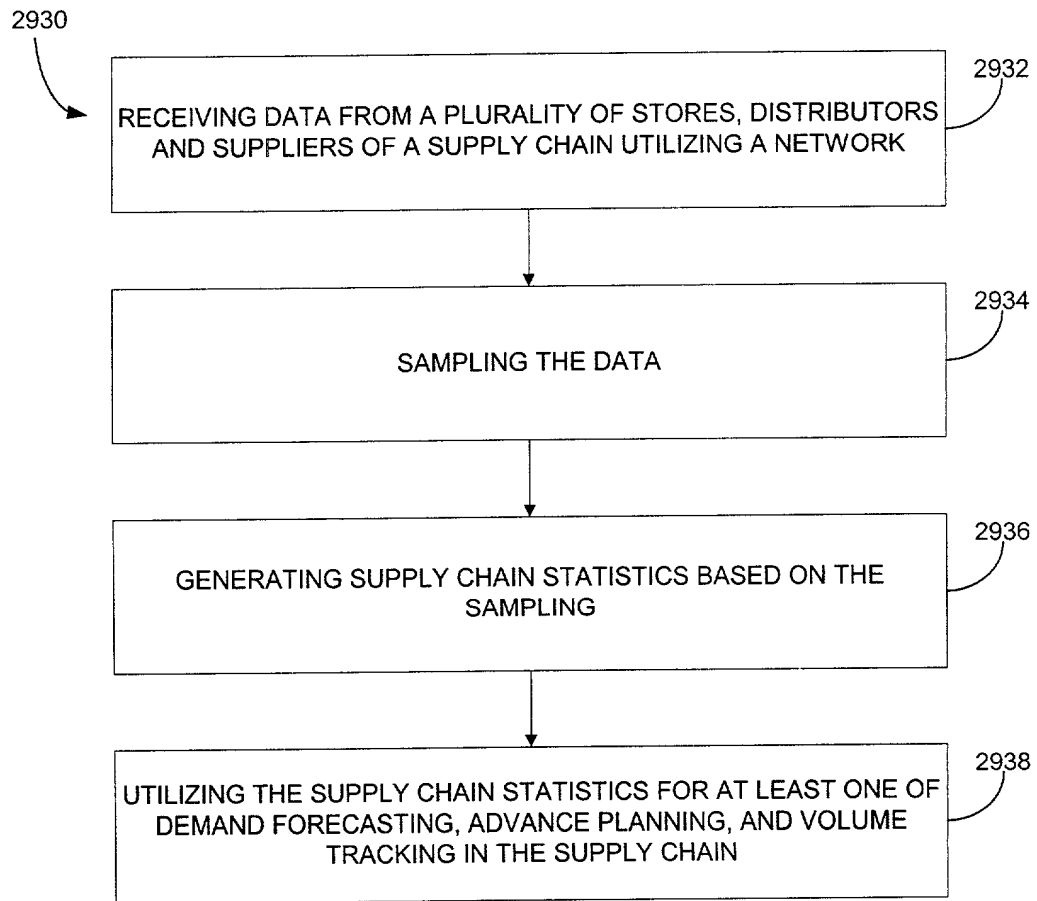 2930
2932
RECEIVING DATA FROM A PLURALITY OF STORES, DISTRIBUTORS
AND SUPPLIERS OF A SUPPLY CHAIN UTILIZING A NETWORK
2934
SAMPLING THE DATA
2936
GENERATING SUPPLY CHAIN STATISTICS BASED ON THE
SAMPLING
2938
UTILIZING THE SUPPLY CHAIN STATISTICS FOR AT LEAST ONE OF
DEMAND FORECASTING, ADVANCE PLANNING, AND VOLUME
TRACKING IN THE SUPPLY CHAIN